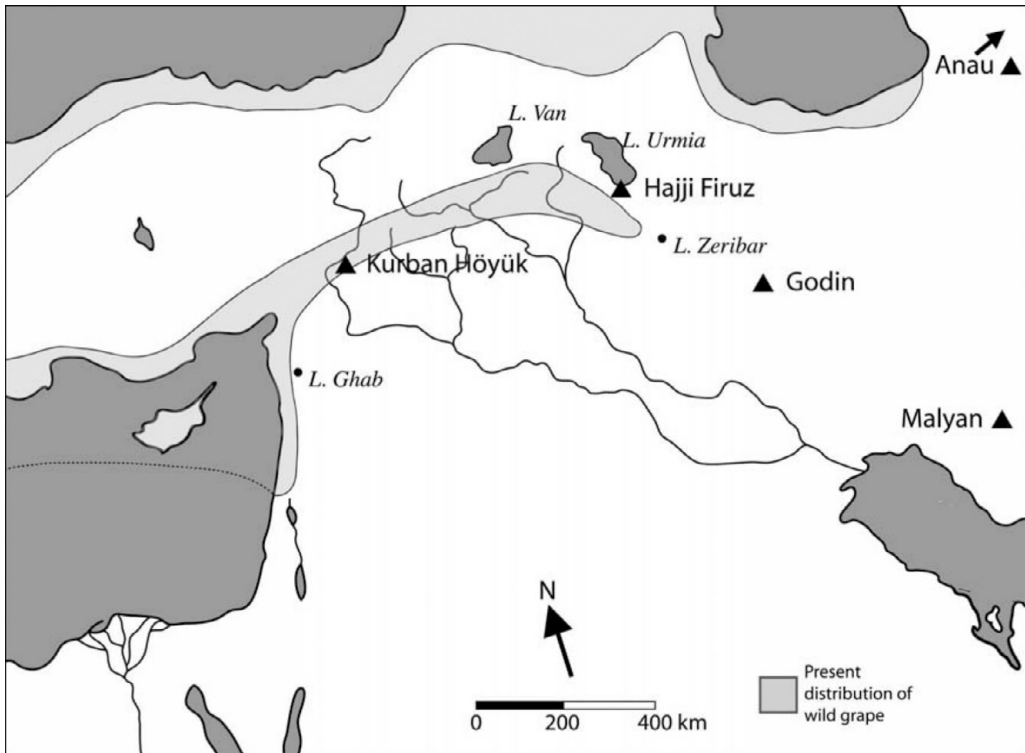 Anau
L. Van
L. Urmia
Hajji Firuz
L. Zeribar
Kurban Höyük
Godin
L. Ghab
Malyan
N
Present
distribution of
wild grape
0 200 400 km